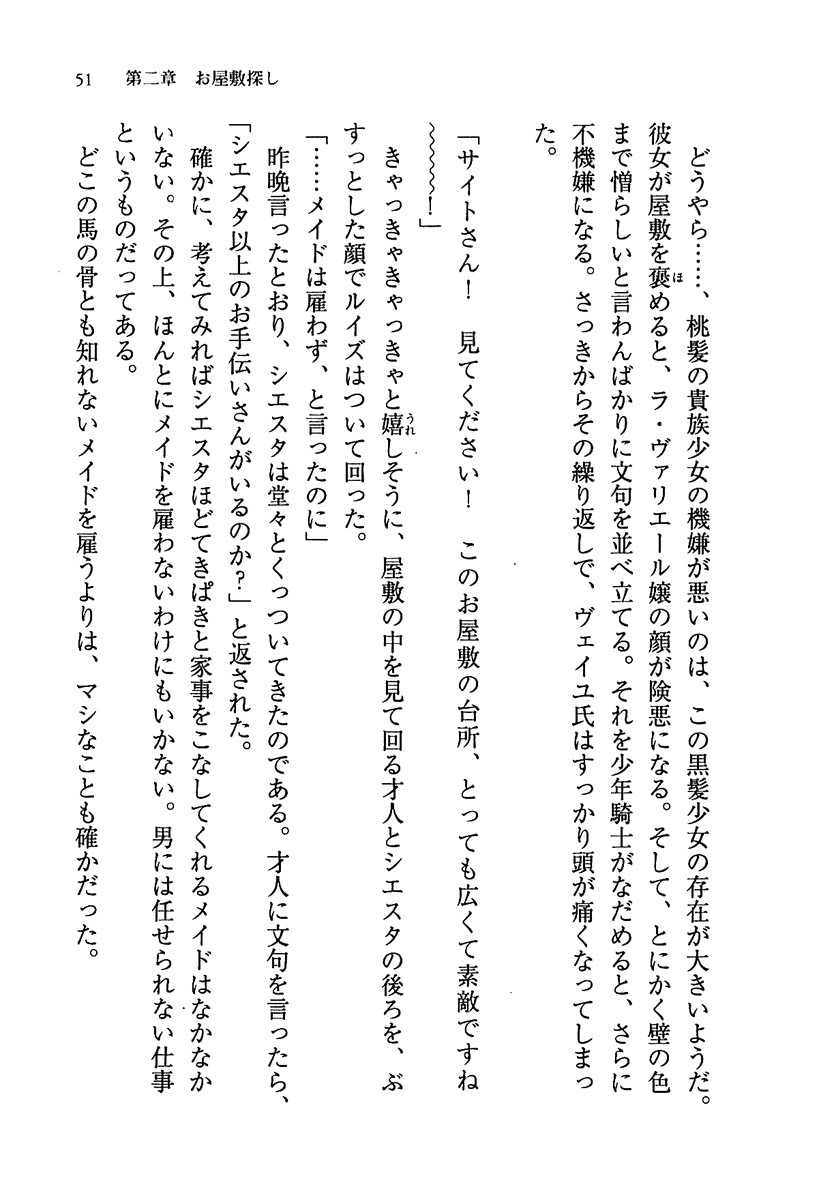 51　第二章　お屋敷探し
　どうやら……、桃髪の貴族少女の機嫌が悪いのは、この黒髪少女の存在が大きいようだ。
彼女が屋敷を褒めると、ラ・ヴァリエール嬢の顔が険悪になる。そして、とにかく壁の色
まで憎らしいと言わんばかりに文句を並べ立てる。それを少年騎士がなだめると、さらに
不機嫌になる。さっきからその繰り返しで、ヴェイユ氏はすっかり頭が痛くなってしまっ
た。
「サイトさん！　見てください！　このお屋敷の台所、とっても広くて素敵ですね
〜〜〜〜〜！」
　きゃっきゃきゃっきゃと嬉しそうに、屋敷の中を見て回る才人とシエスタの後ろを、ぶ
すっとした顔でルイズはついて回った。
「……メイドは雇わず、と言ったのに」
　昨晩言ったとおり、シエスタは堂々とくっついてきたのである。才人に文句を言ったら、
「シエスタ以上のお手伝いさんがいるのか？」と返された。
　確かに、考えてみればシエスタほどてきぱきと家事をこなしてくれるメイドはなかなか
いない。その上、ほんとにメイドを雇わないわけにもいかない。男には任せられない仕事
というものだってある。
　どこの馬の骨とも知れないメイドを雇うよりは、マシなことも確かだった。